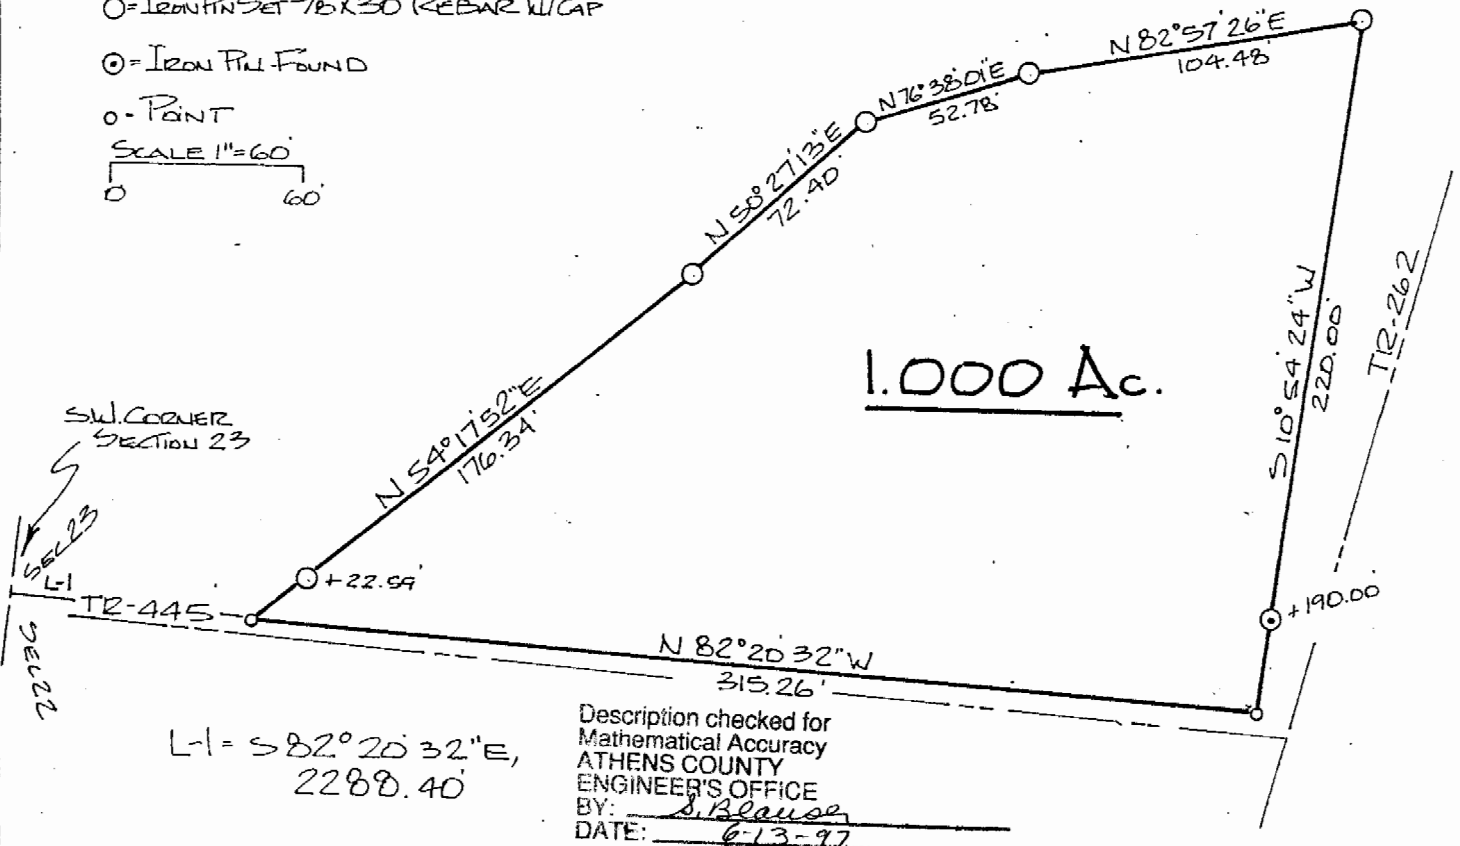 O=IRON PIN SET 5/8 X 30 REBAR W/CAP
⊙=IRON PIN FOUND
o-POINT
SCALE 1"=60'
0 60'
N 82°57'26"E
104.48'
N76°38'01"E
52.78'
N 50°27'13"E
72.40'
N 54°17'52"E
176.34'
S 10°54'24"W
220.00'
TR-262
1.000 Ac.
S.W. CORNER
SECTION 23
SEC 23
L-1
TR-445
SEC 22
+22.59'
+190.00
N 82°20'32"W
315.26'
L-1= S 82°20'32"E,
2288.40'
Description checked for
Mathematical Accuracy
ATHENS COUNTY
ENGINEER'S OFFICE
BY: S. Blauser
DATE: 6-13-97